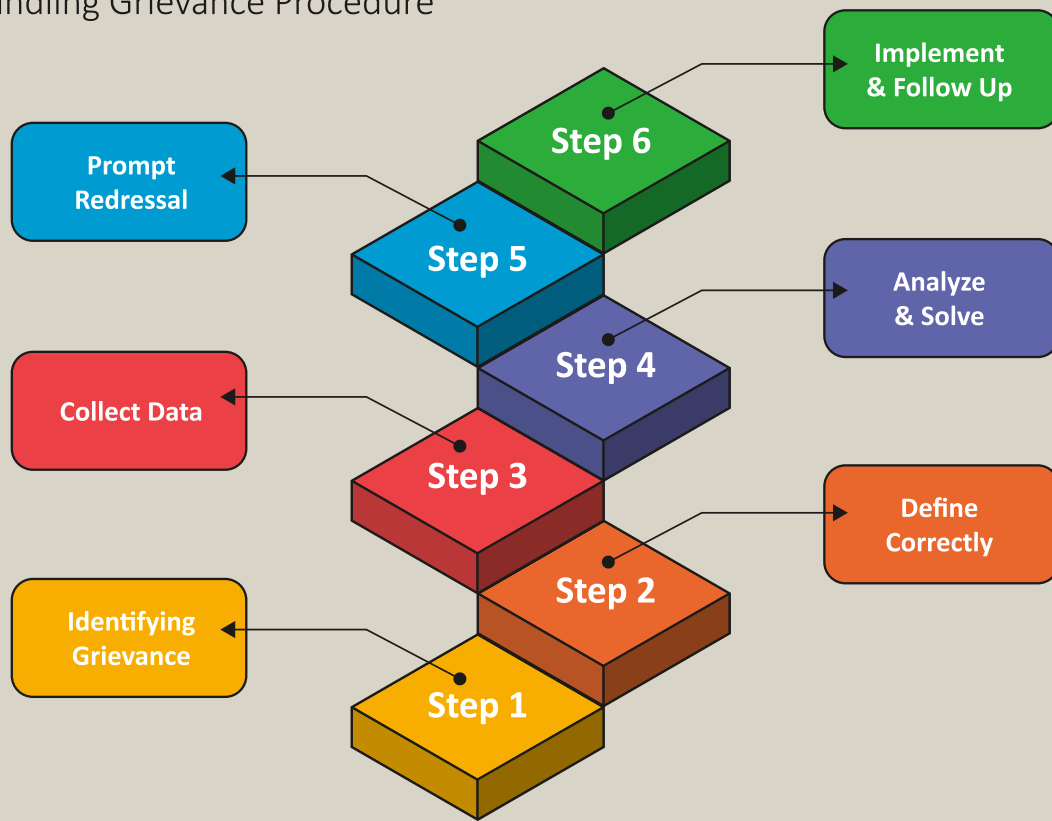 ndling Grievance Procedure
Implement
& Follow Up
Step 6
Prompt
Redressal
Step 5
Analyze
& Solve
Step 4
Collect Data
Step 3
Define
Correctly
Step 2
Identifying
Grievance
Step 1